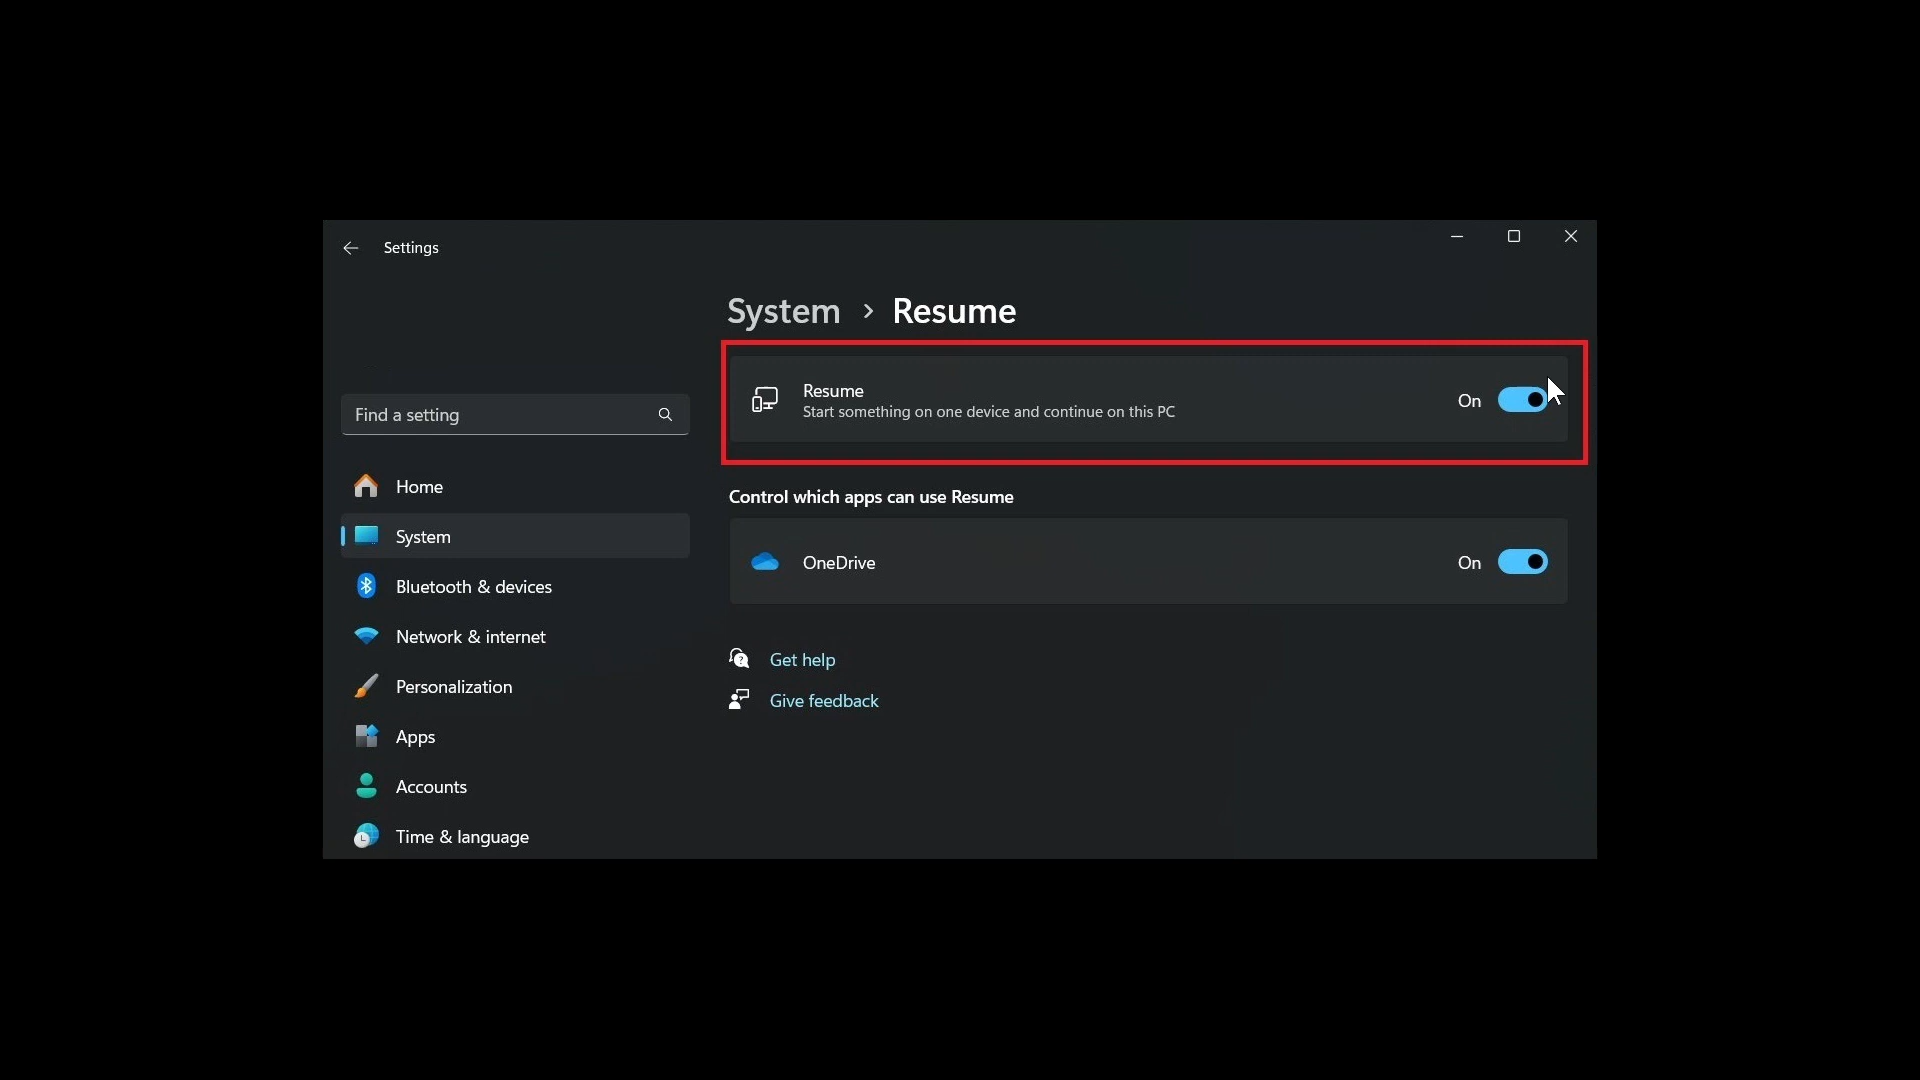 Settings
System > Resume
Resume
Start something on one device and continue on this PC
On
Find a setting
Home
System
Bluetooth & devices
Network & internet
Personalization
Apps
Accounts
Time & language
Control which apps can use Resume
OneDrive
On
Get help
Give feedback